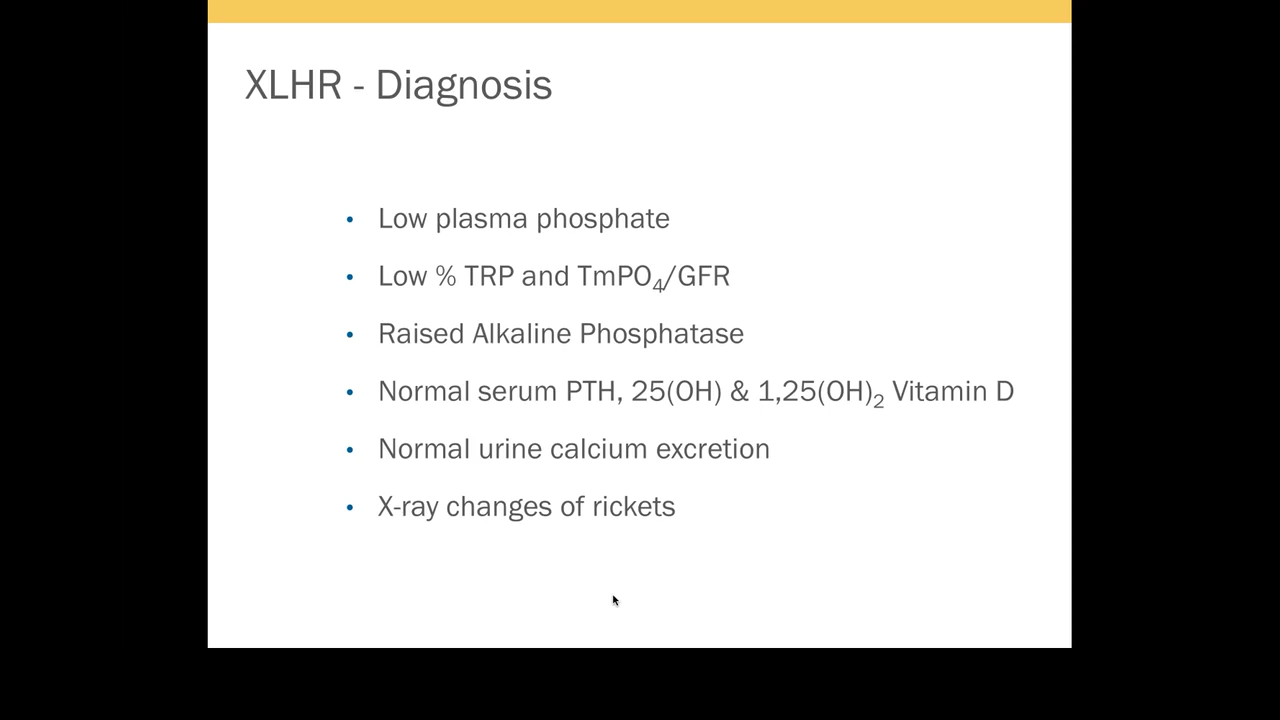 XLHR - Diagnosis
• Low plasma phosphate
• Low % TRP and TmPO₄/GFR
• Raised Alkaline Phosphatase
• Normal serum PTH, 25(OH) & 1,25(OH)₂ Vitamin D
• Normal urine calcium excretion
• X-ray changes of rickets